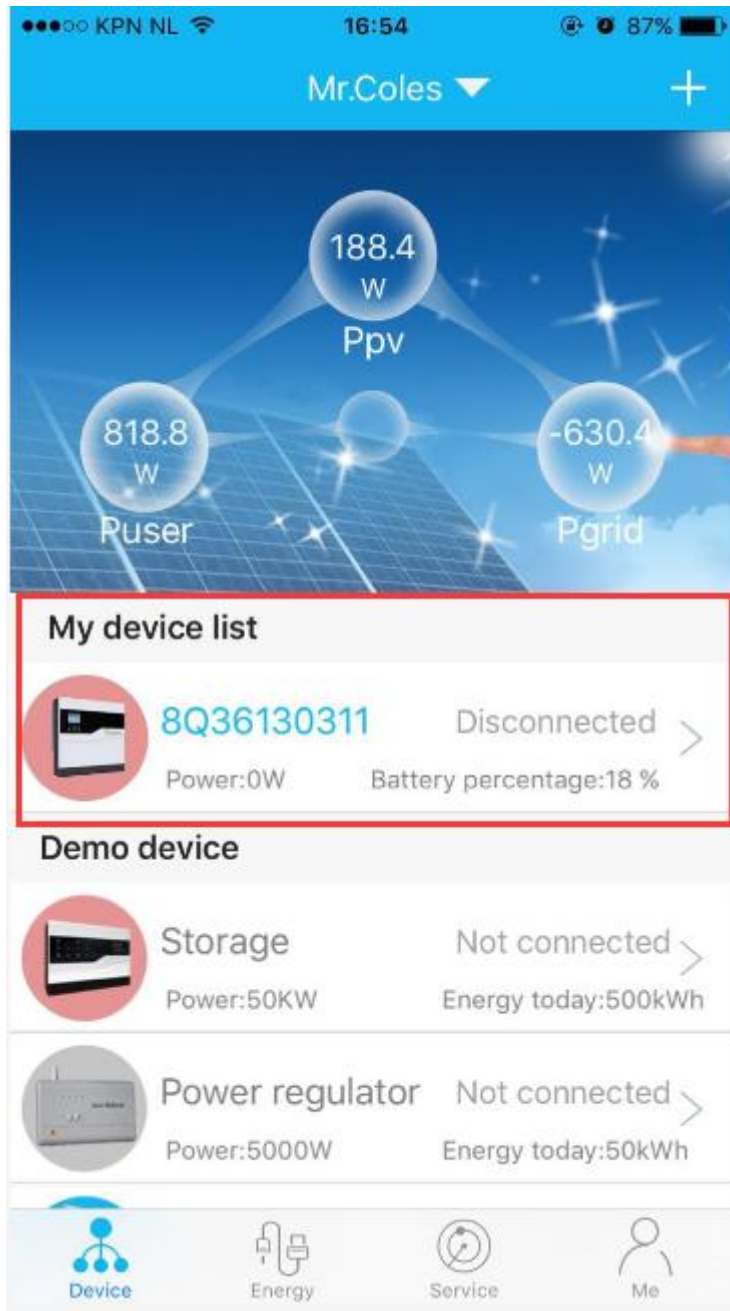 KPN NL 16:54 87%
Mr.Coles
188.4
W
Ppv
818.8
W
Puser
-630.4
W
Pgrid
My device list
8Q36130311 Disconnected
Power:0W Battery percentage:18 %
Demo device
Storage Not connected
Power:50KW Energy today:500kWh
Power regulator Not connected
Power:5000W Energy today:50kWh
Device Energy Service Me